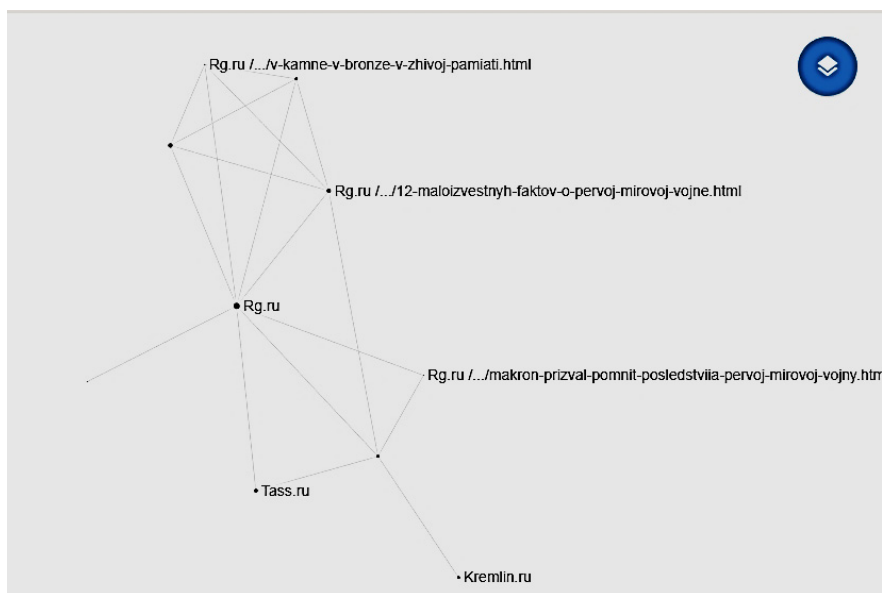 Rg.ru /.../v-kamne-v-bronze-v-zhivoj-pamiati.html
Rg.ru /.../12-maloizvestnyh-faktov-o-pervoj-mirovoj-vojne.html
Rg.ru
Rg.ru /.../makron-prizval-pomnit-posledstviia-pervoj-mirovoj-vojny.htm
Tass.ru
Kremlin.ru